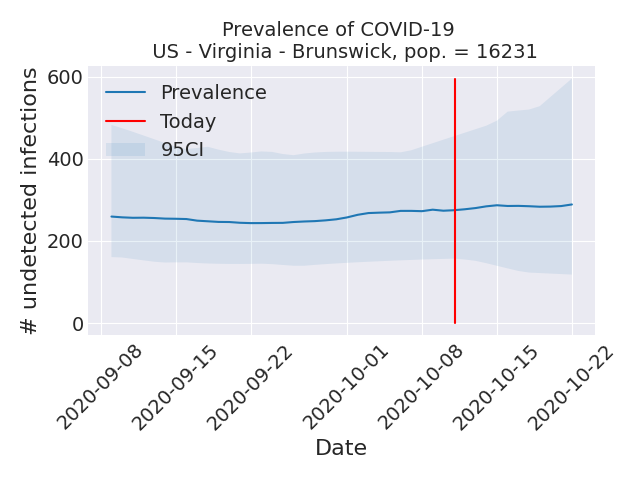 Prevalence of COVID-19
US - Virginia - Brunswick, pop. = 16231
# undetected infections
600
400
200
0
Prevalence
Today
95CI
2020-09-08
2020-09-15
2020-09-22
2020-10-01
2020-10-08
2020-10-15
2020-10-22
Date